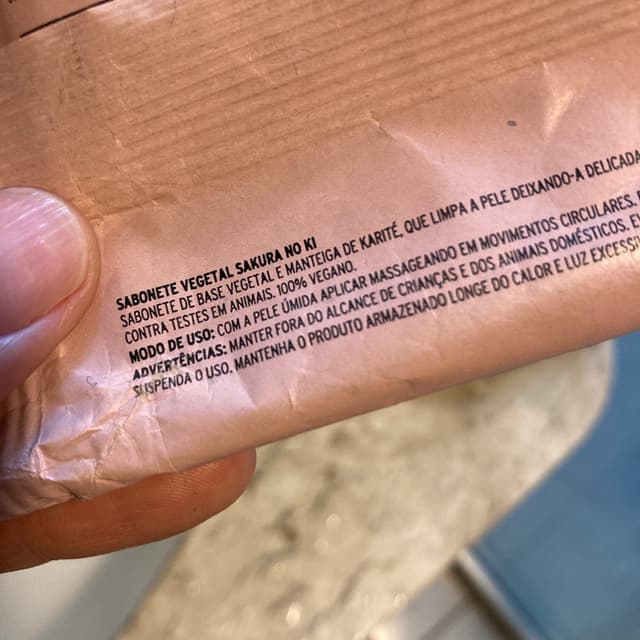 SABONETE VEGETAL SAKURA NO KI
SABONETE DE BASE VEGETAL E MANTEIGA DE KARITÉ, QUE LIMPA A PELE DEIXANDO-A DELICADA
CONTRA TESTES EM ANIMAIS. 100% VEGANO.
MODO DE USO: COM A PELE ÚMIDA APLICAR MASSAGEANDO EM MOVIMENTOS CIRCULARES.
ADVERTÊNCIAS: MANTER FORA DO ALCANCE DE CRIANÇAS E DOS ANIMAIS DOMÉSTICOS.
SUSPENDA O USO. MANTENHA O PRODUTO ARMAZENADO LONGE DO CALOR E LUZ EXCESSI